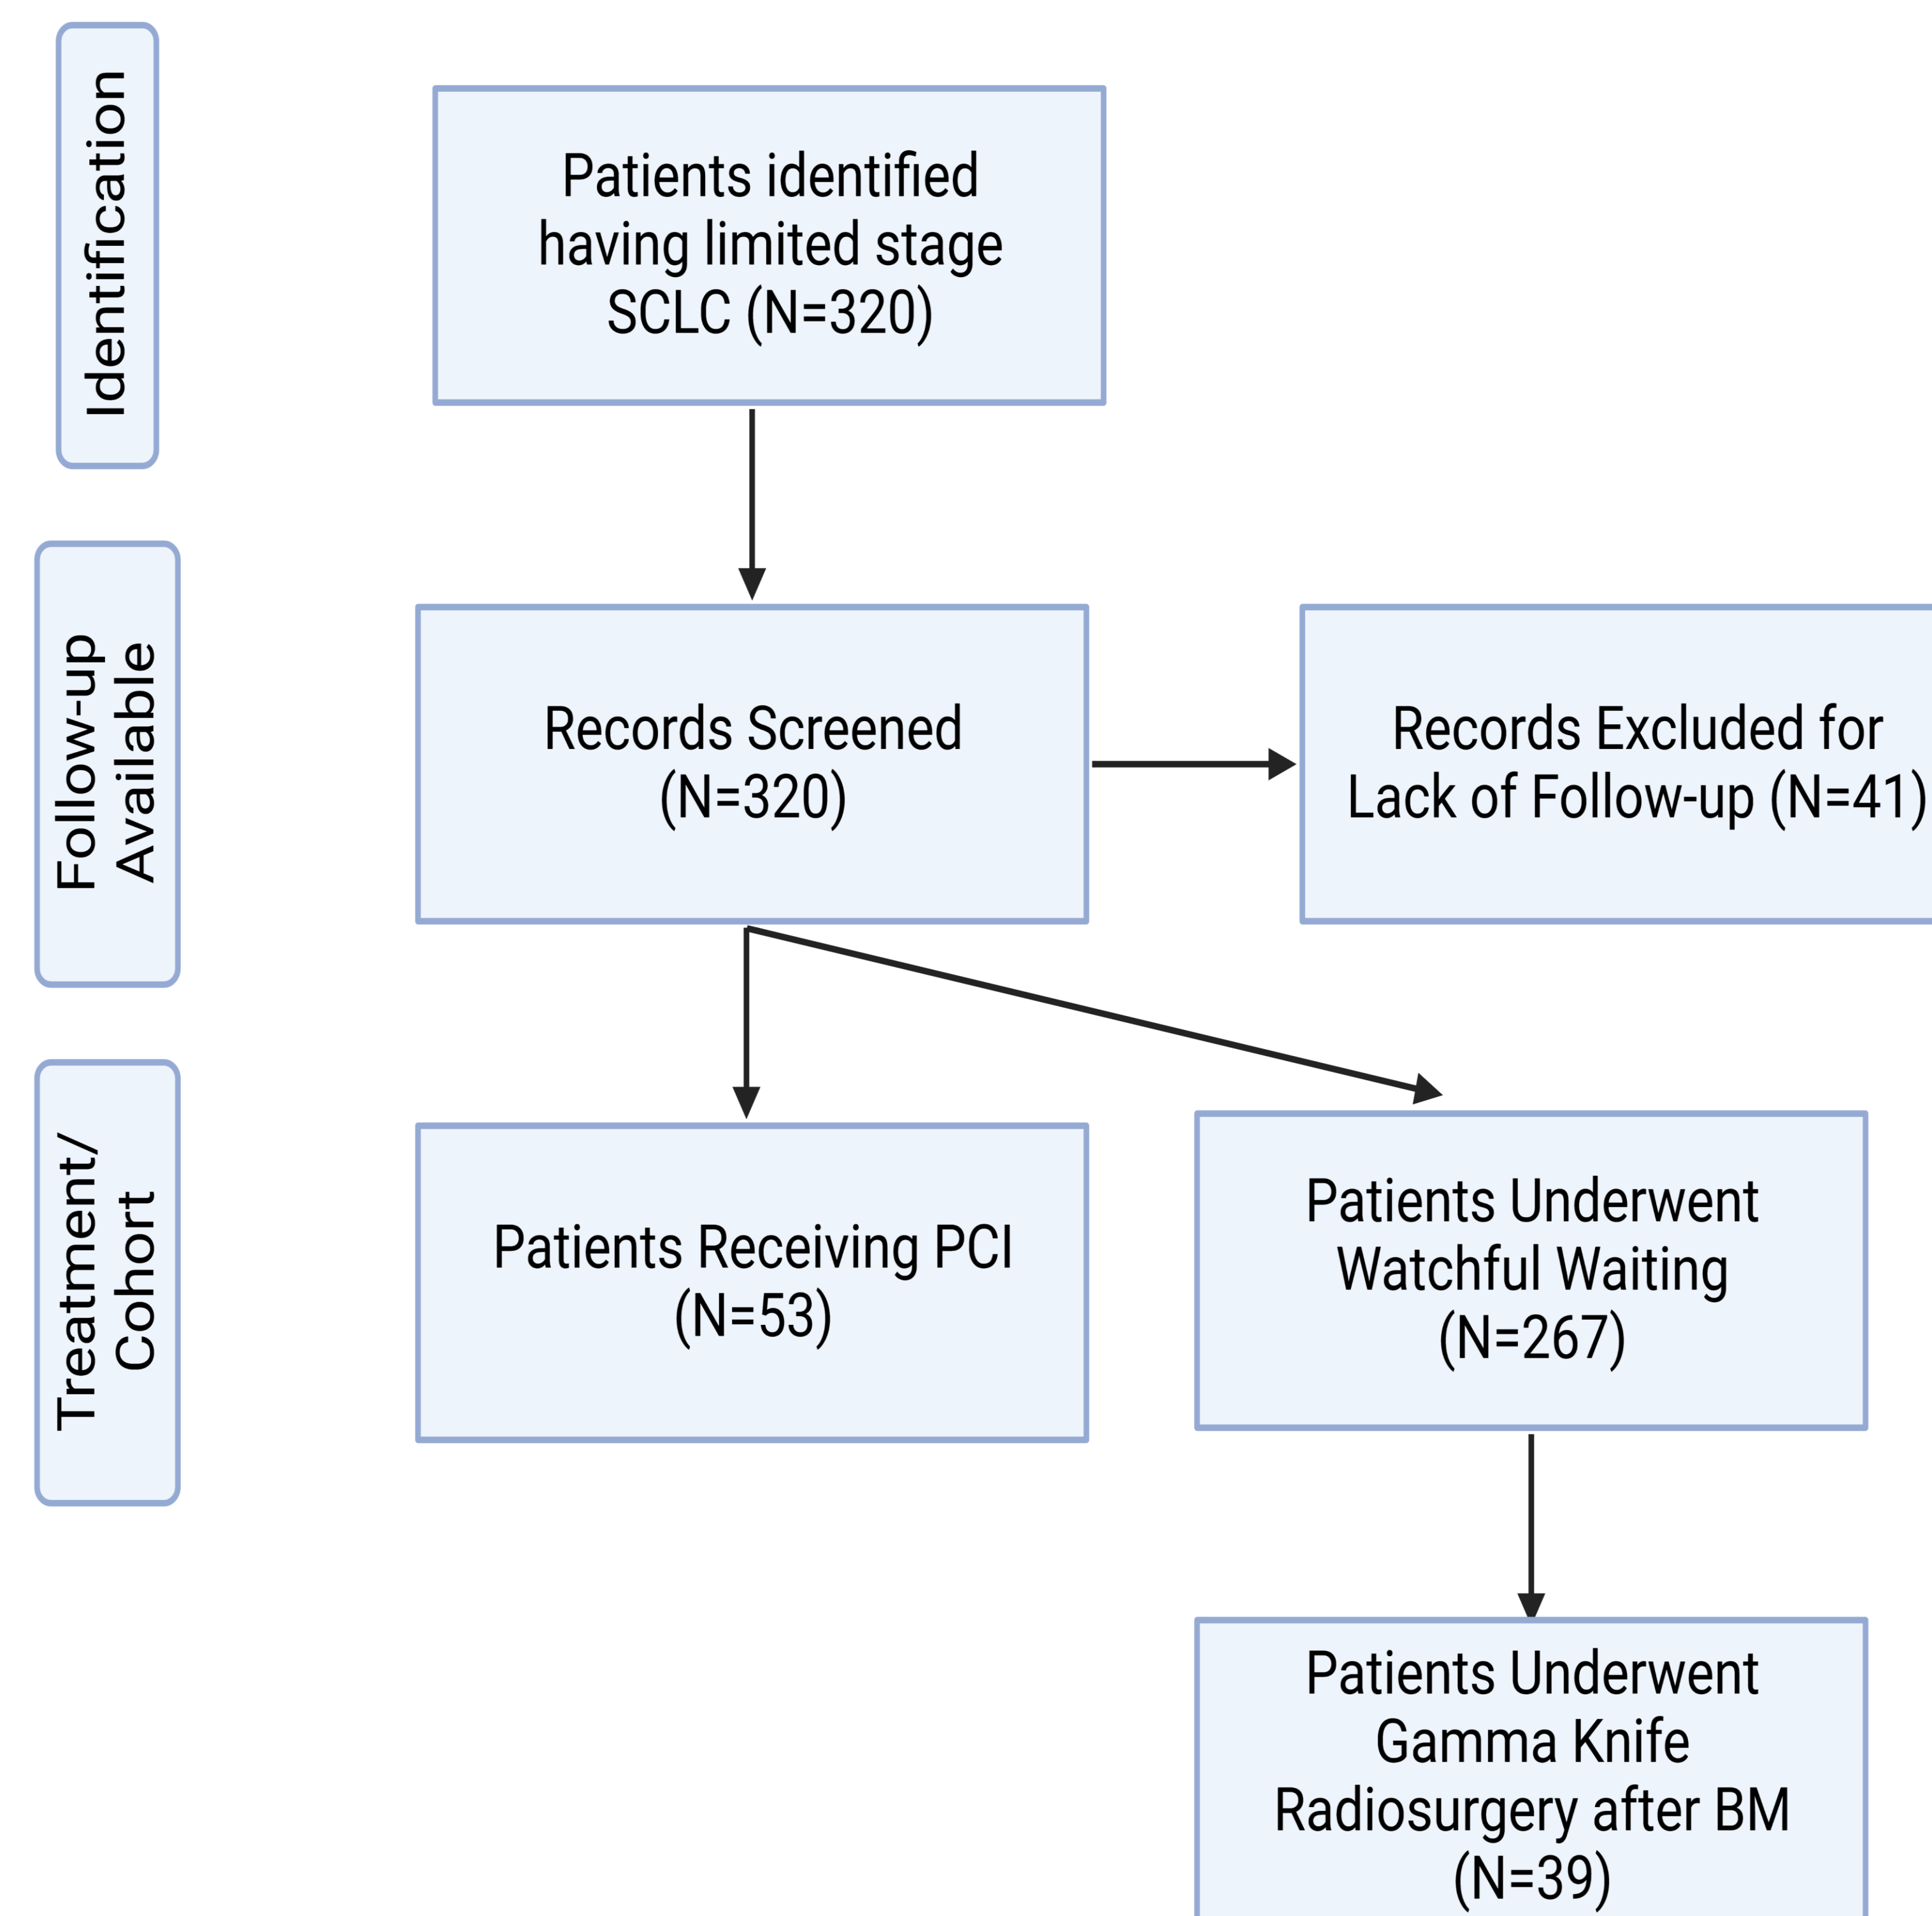 Identification
Patients identified
having limited stage
SCLC (N=320)
Follow-up
Available
Records Screened
(N=320)
Records Excluded for
Lack of Follow-up (N=41)
Treatment/
Cohort
Patients Receiving PCI
(N=53)
Patients Underwent
Watchful Waiting
(N=267)
Patients Underwent
Gamma Knife
Radiosurgery after BM
(N=39)